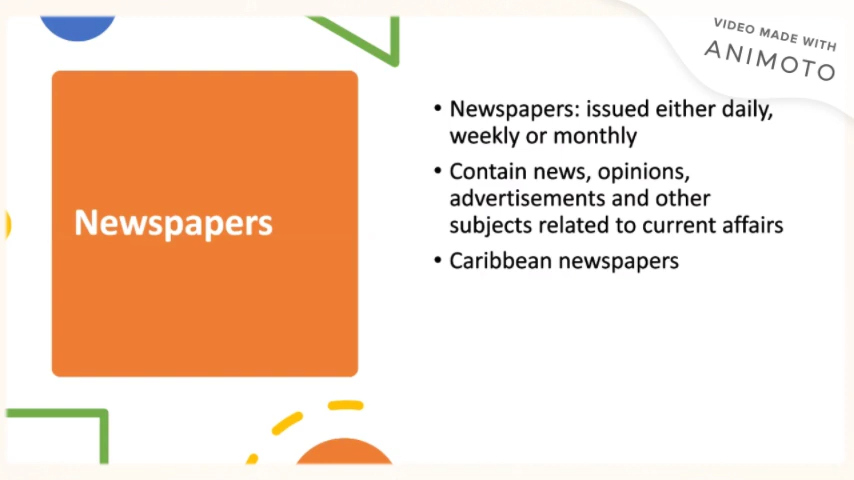 VIDEO MADE WITH
ANIMOTO
Newspapers
• Newspapers: issued either daily,
weekly or monthly
• Contain news, opinions,
advertisements and other
subjects related to current affairs
• Caribbean newspapers